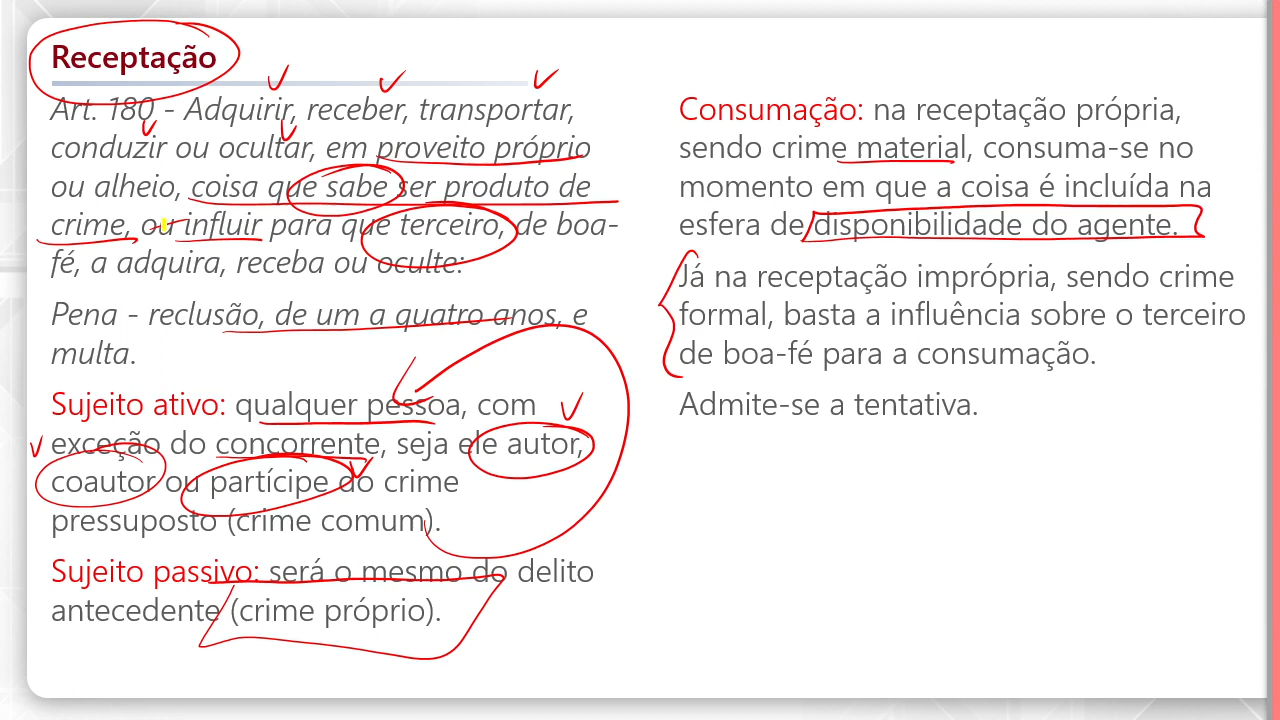 Receptação
Art. 180 - Adquirir, receber, transportar,
conduzir ou ocultar, em proveito próprio
ou alheio, coisa que sabe ser produto de
crime, ou influir para que terceiro, de boa-
fé, a adquira, receba ou oculte:
Pena - reclusão, de um a quatro anos, e
multa.
Sujeito ativo: qualquer pessoa, com
exceção do concorrente, seja ele autor,
coautor ou partícipe do crime
pressuposto (crime comum).
Sujeito passivo: será o mesmo do delito
antecedente (crime próprio).
Consumação: na receptação própria,
sendo crime material, consuma-se no
momento em que a coisa é incluída na
esfera de disponibilidade do agente.
Já na receptação imprópria, sendo crime
formal, basta a influência sobre o terceiro
de boa-fé para a consumação.
Admite-se a tentativa.